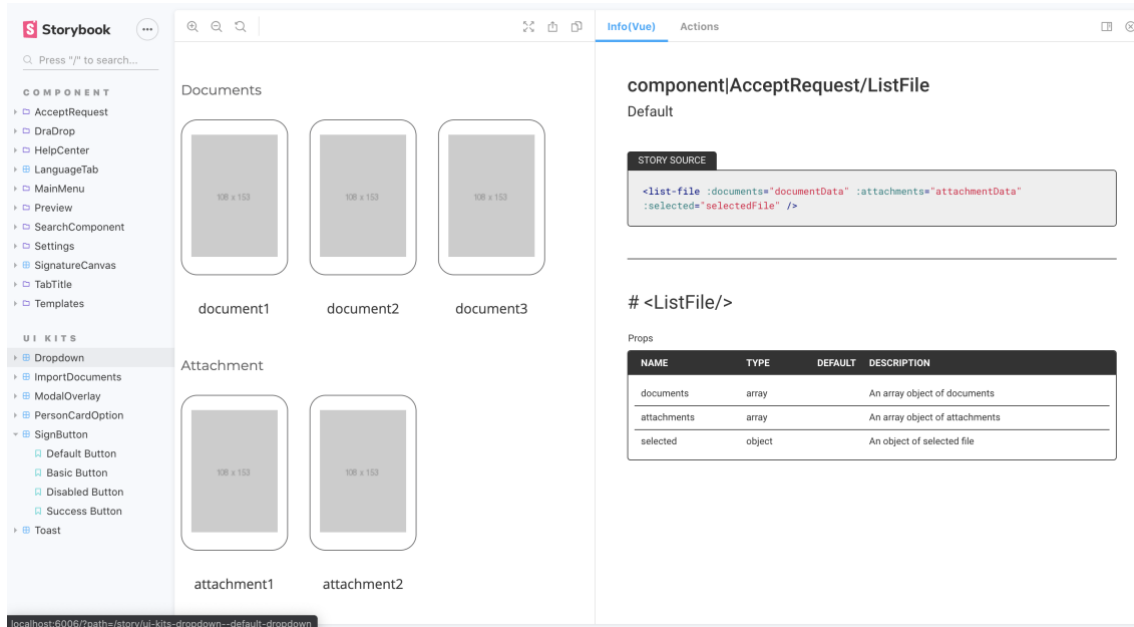 Storybook
Press "/" to search...
COMPONENT
AcceptRequest
DraDrop
HelpCenter
LanguageTab
MainMenu
Preview
SearchComponent
Settings
SignatureCanvas
TabTitle
Templates
UI KITS
Dropdown
ImportDocuments
ModalOverlay
PersonCardOption
SignButton
Default Button
Basic Button
Disabled Button
Success Button
Toast
localhost:6006/?path=/story/ui-kits-dropdown--default-dropdown
Documents
108 x 153 108 x 153 108 x 153
document1 document2 document3
Attachment
108 x 153 108 x 153
attachment1 attachment2
Info(Vue) Actions
component|AcceptRequest/ListFile
Default
STORY SOURCE
<list-file :documents="documentData" :attachments="attachmentData"
:selected="selectedFile" />
# <ListFile/>
Props
NAME TYPE DEFAULT DESCRIPTION
documents array An array object of documents
attachments array An array object of attachments
selected object An object of selected file